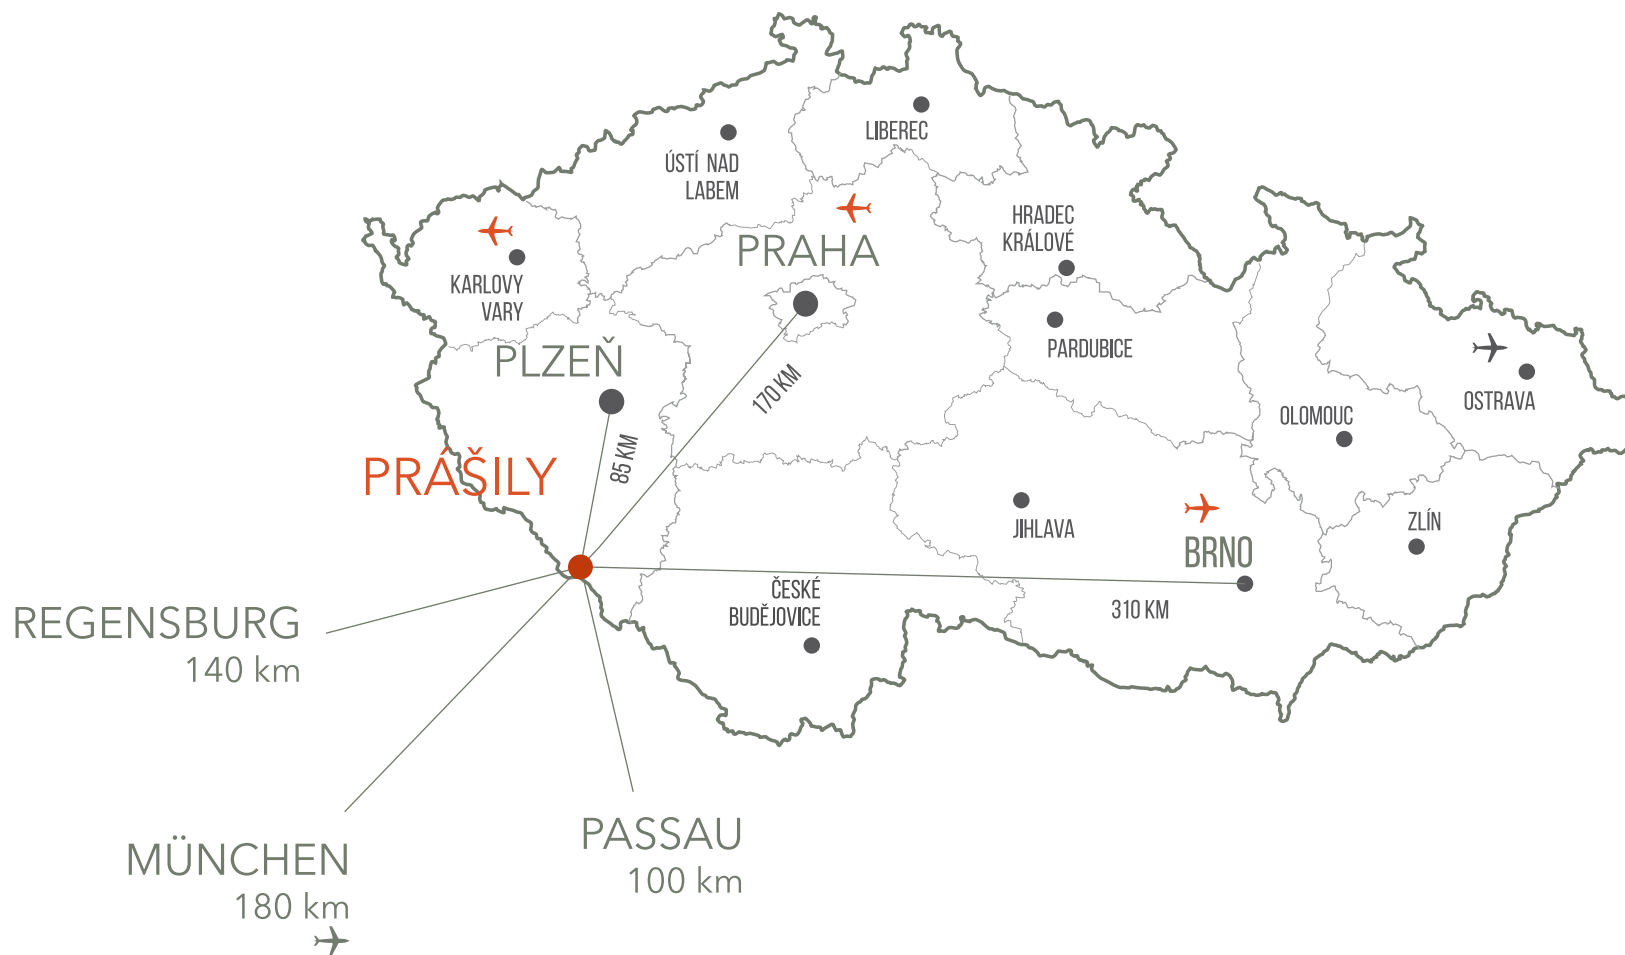 LIBEREC
ÚSTÍ NAD
LABEM
HRADEC
KRÁLOVÉ
PRAHA
KARLOVY
VARY
PARDUBICE
PLZEŇ
170 KM
OSTRAVA
OLOMOUC
85 KM
PRÁŠILY
ZLÍN
JIHLAVA
BRNO
ČESKÉ
BUDĚJOVICE
310 KM
REGENSBURG
140 km
PASSAU
100 km
MÜNCHEN
180 km